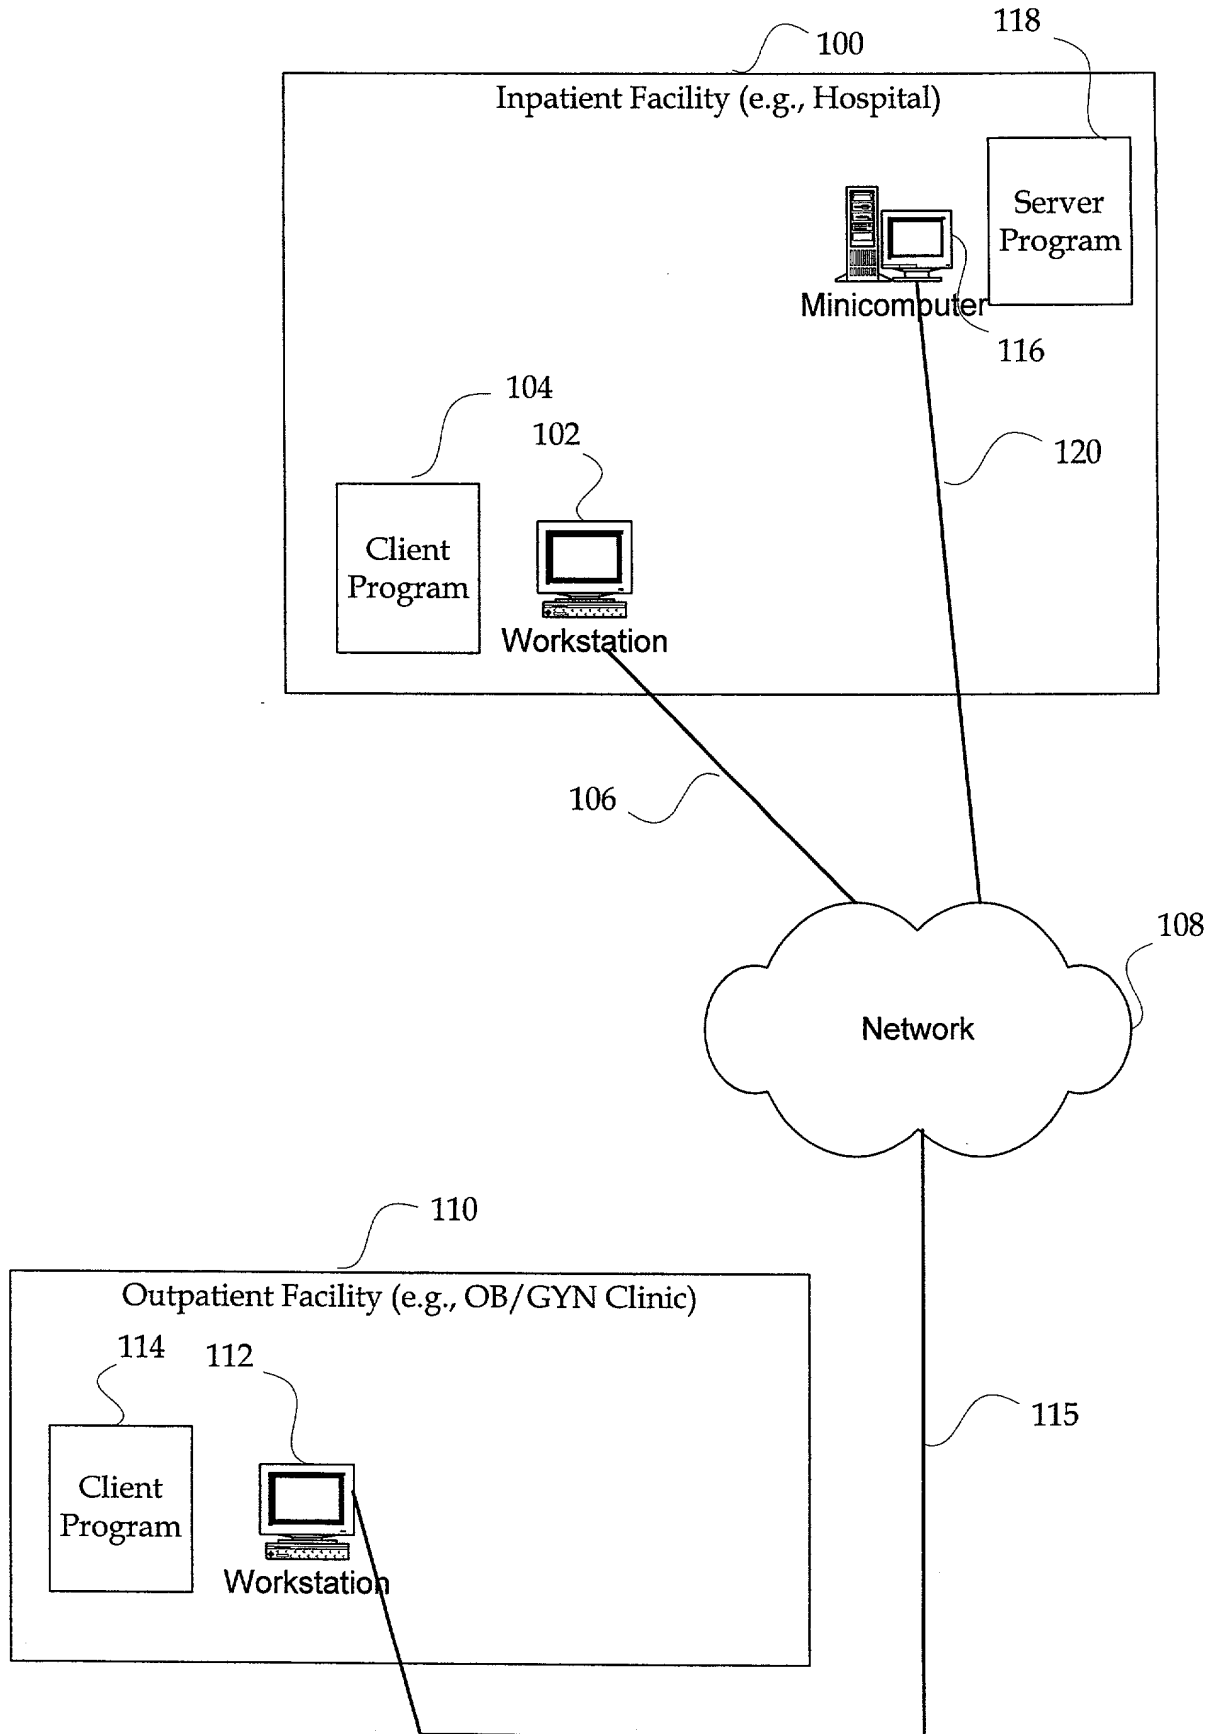 100
118
Inpatient Facility (e.g., Hospital)
Server
Program
Minicomputer
116
104
102
120
Client
Program
Workstation
106
108
Network
110
Outpatient Facility (e.g., OB/GYN Clinic)
114
112
115
Client
Program
Workstation